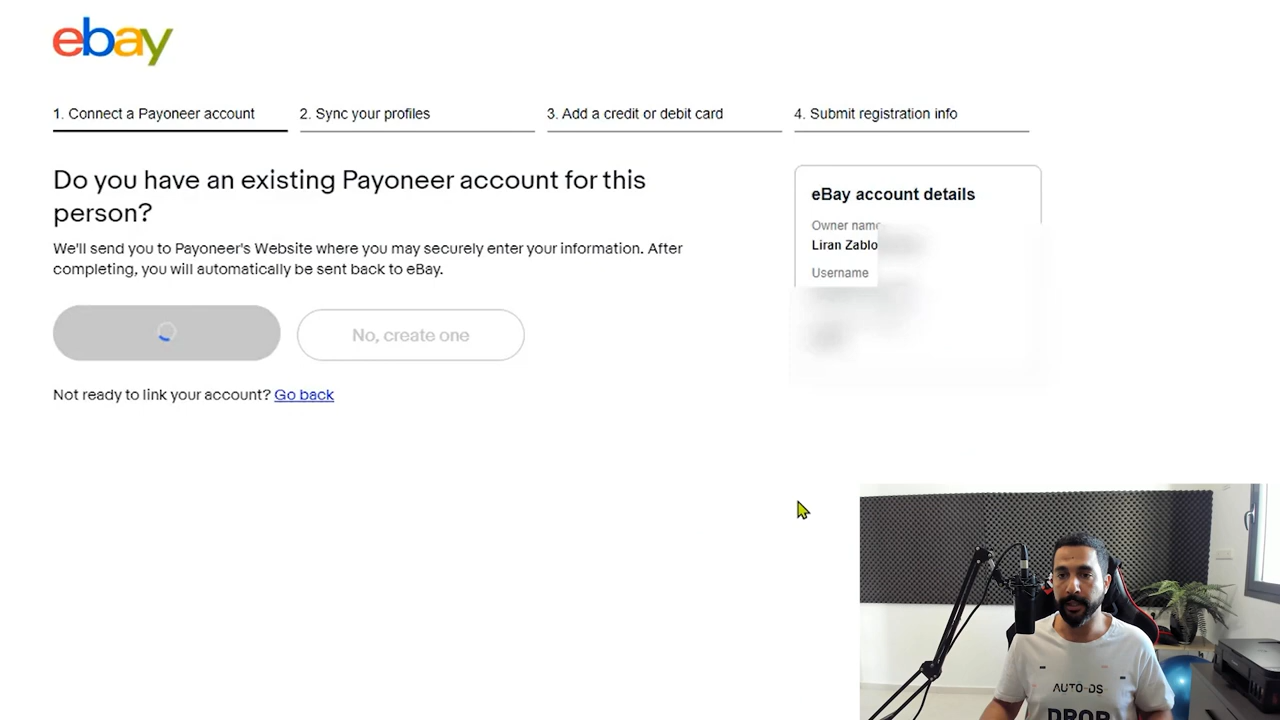 ebay
1. Connect a Payoneer account
2. Sync your profiles
3. Add a credit or debit card
4. Submit registration info
Do you have an existing Payoneer account for this
person?
We'll send you to Payoneer's Website where you may securely enter your information. After
completing, you will automatically be sent back to eBay.
No, create one
Not ready to link your account? Go back
eBay account details
Owner name
Liran Zablo
Username
AUTO-DS
DROP